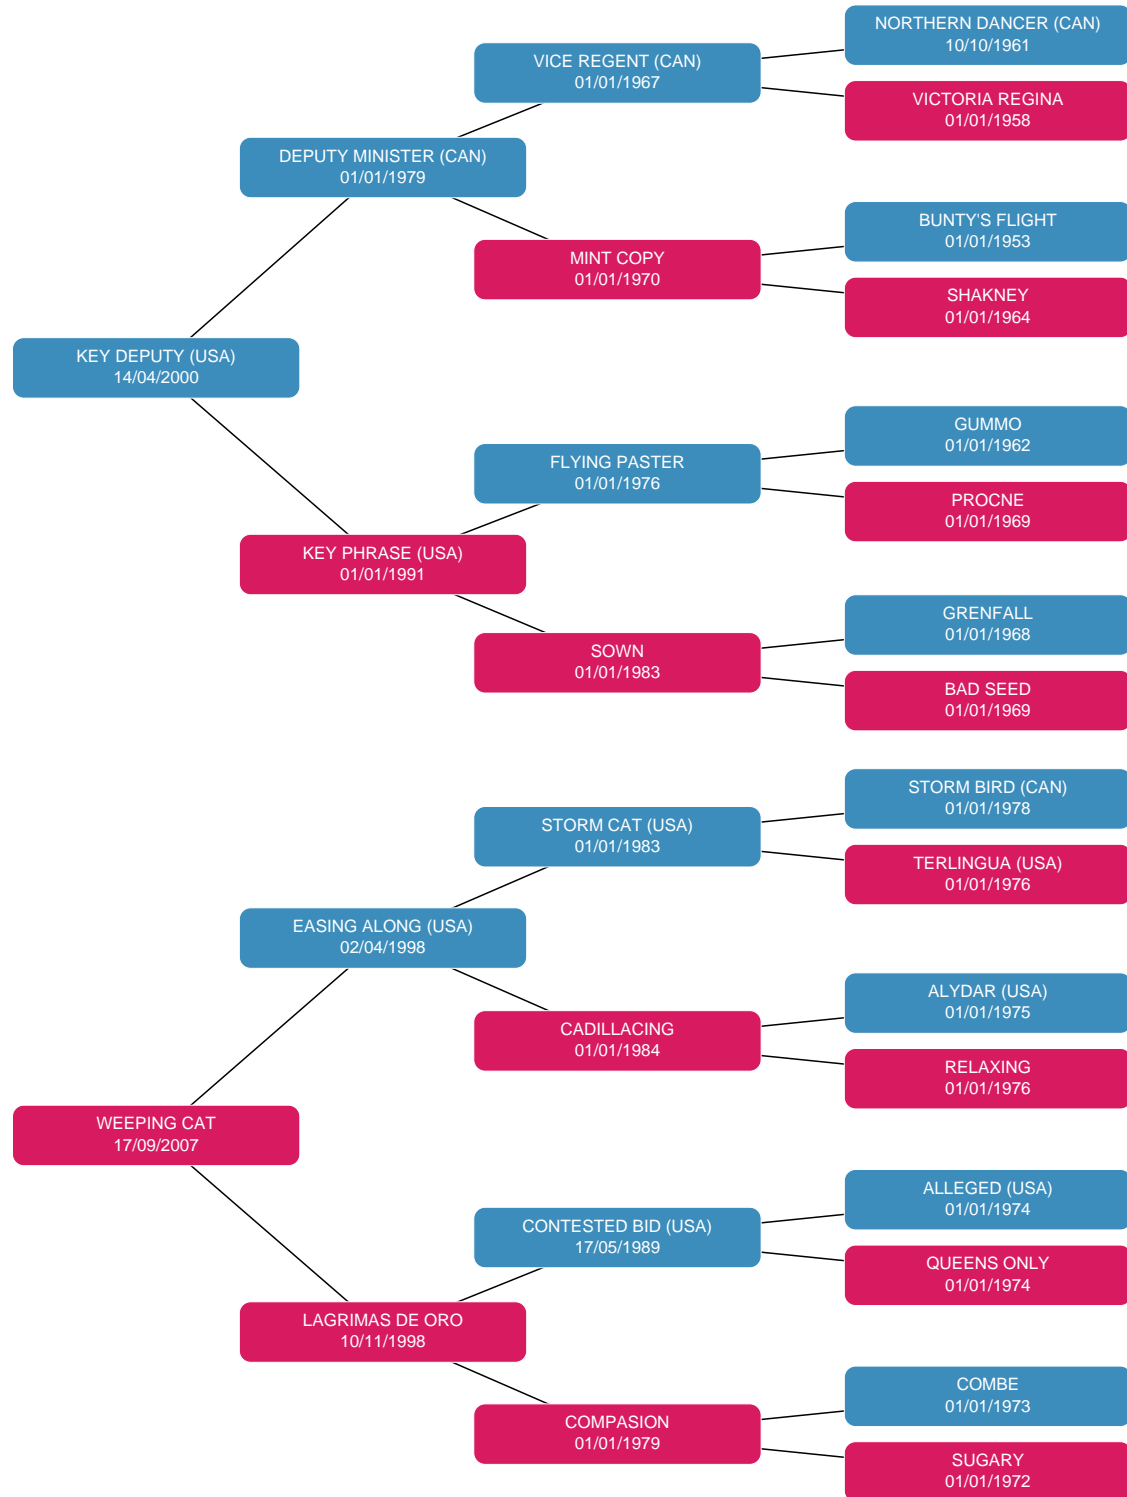 NORTHERN DANCER (CAN)
10/10/1961
VICE REGENT (CAN)
01/01/1967
VICTORIA REGINA
01/01/1958
DEPUTY MINISTER (CAN)
01/01/1979
BUNTY'S FLIGHT
01/01/1953
MINT COPY
01/01/1970
SHAKNEY
01/01/1964
KEY DEPUTY (USA)
14/04/2000
GUMMO
01/01/1962
FLYING PASTER
01/01/1976
PROCNE
01/01/1969
KEY PHRASE (USA)
01/01/1991
GRENFALL
01/01/1968
SOWN
01/01/1983
BAD SEED
01/01/1969
STORM BIRD (CAN)
01/01/1978
STORM CAT (USA)
01/01/1983
TERLINGUA (USA)
01/01/1976
EASING ALONG (USA)
02/04/1998
ALYDAR (USA)
01/01/1975
CADILLACING
01/01/1984
RELAXING
01/01/1976
WEEPING CAT
17/09/2007
ALLEGED (USA)
01/01/1974
CONTESTED BID (USA)
17/05/1989
QUEENS ONLY
01/01/1974
LAGRIMAS DE ORO
10/11/1998
COMBE
01/01/1973
COMPASION
01/01/1979
SUGARY
01/01/1972